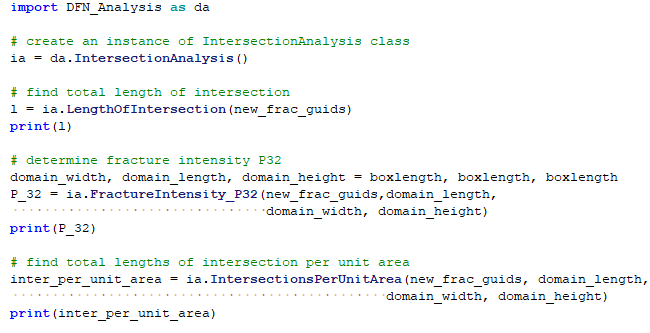 import DFN_Analysis as da
# create an instance of IntersectionAnalysis class
ia = da.IntersectionAnalysis()
# find total length of intersection
l = ia.LengthOfIntersection(new_frac_guids)
print(l)
# determine fracture intensity P32
domain_width, domain_length, domain_height = boxlength, boxlength, boxlength
P_32 = ia.FractureIntensity_P32(new_frac_guids,domain_length,
domain_width, domain_height)
print(P_32)
# find total lengths of intersection per unit area
inter_per_unit_area = ia.IntersectionsPerUnitArea(new_frac_guids, domain_length,
domain_width, domain_height)
print(inter_per_unit_area)